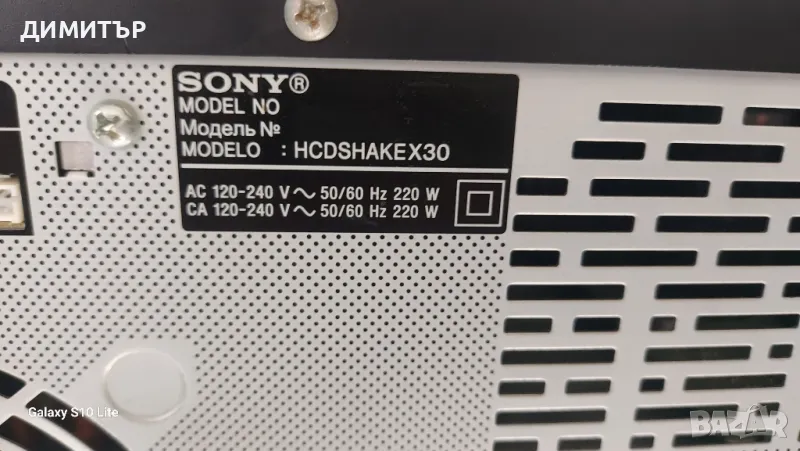 ДИМИТЪР
SONY®
MODEL NO
Модель №
MODELO : HCDSHAKEX30
AC 120-240 V ～ 50/60 Hz 220 W
CA 120-240 V ～ 50/60 Hz 220 W
Galaxy S10 Lite
BAZAR